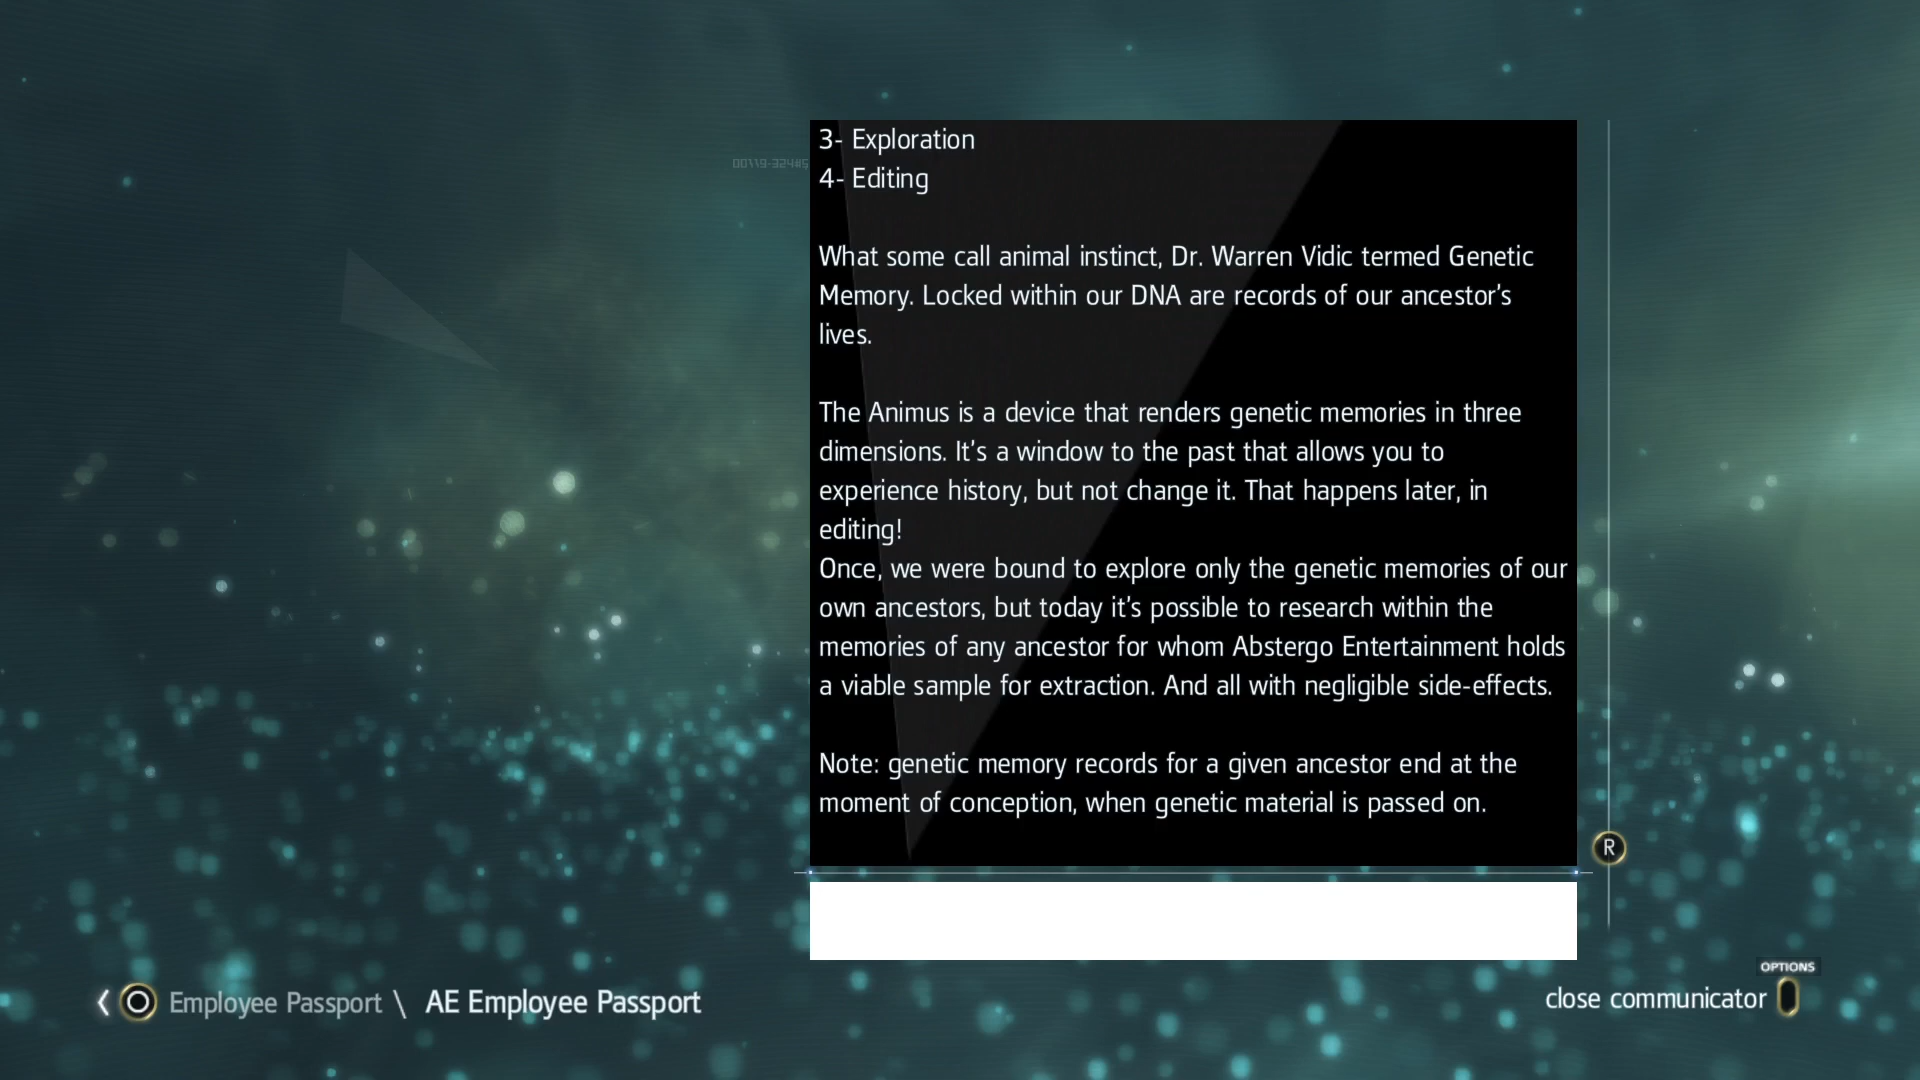 3- Exploration
4- Editing
What some call animal instinct, Dr. Warren Vidic termed Genetic
Memory. Locked within our DNA are records of our ancestor's
lives.
The Animus is a device that renders genetic memories in three
dimensions. It's a window to the past that allows you to
experience history, but not change it. That happens later, in
editing!
Once, we were bound to explore only the genetic memories of our
own ancestors, but today it's possible to research within the
memories of any ancestor for whom Abstergo Entertainment holds
a viable sample for extraction. And all with negligible side-effects.
Note: genetic memory records for a given ancestor end at the
moment of conception, when genetic material is passed on.
R
Employee Passport \ AE Employee Passport
OPTIONS
close communicator